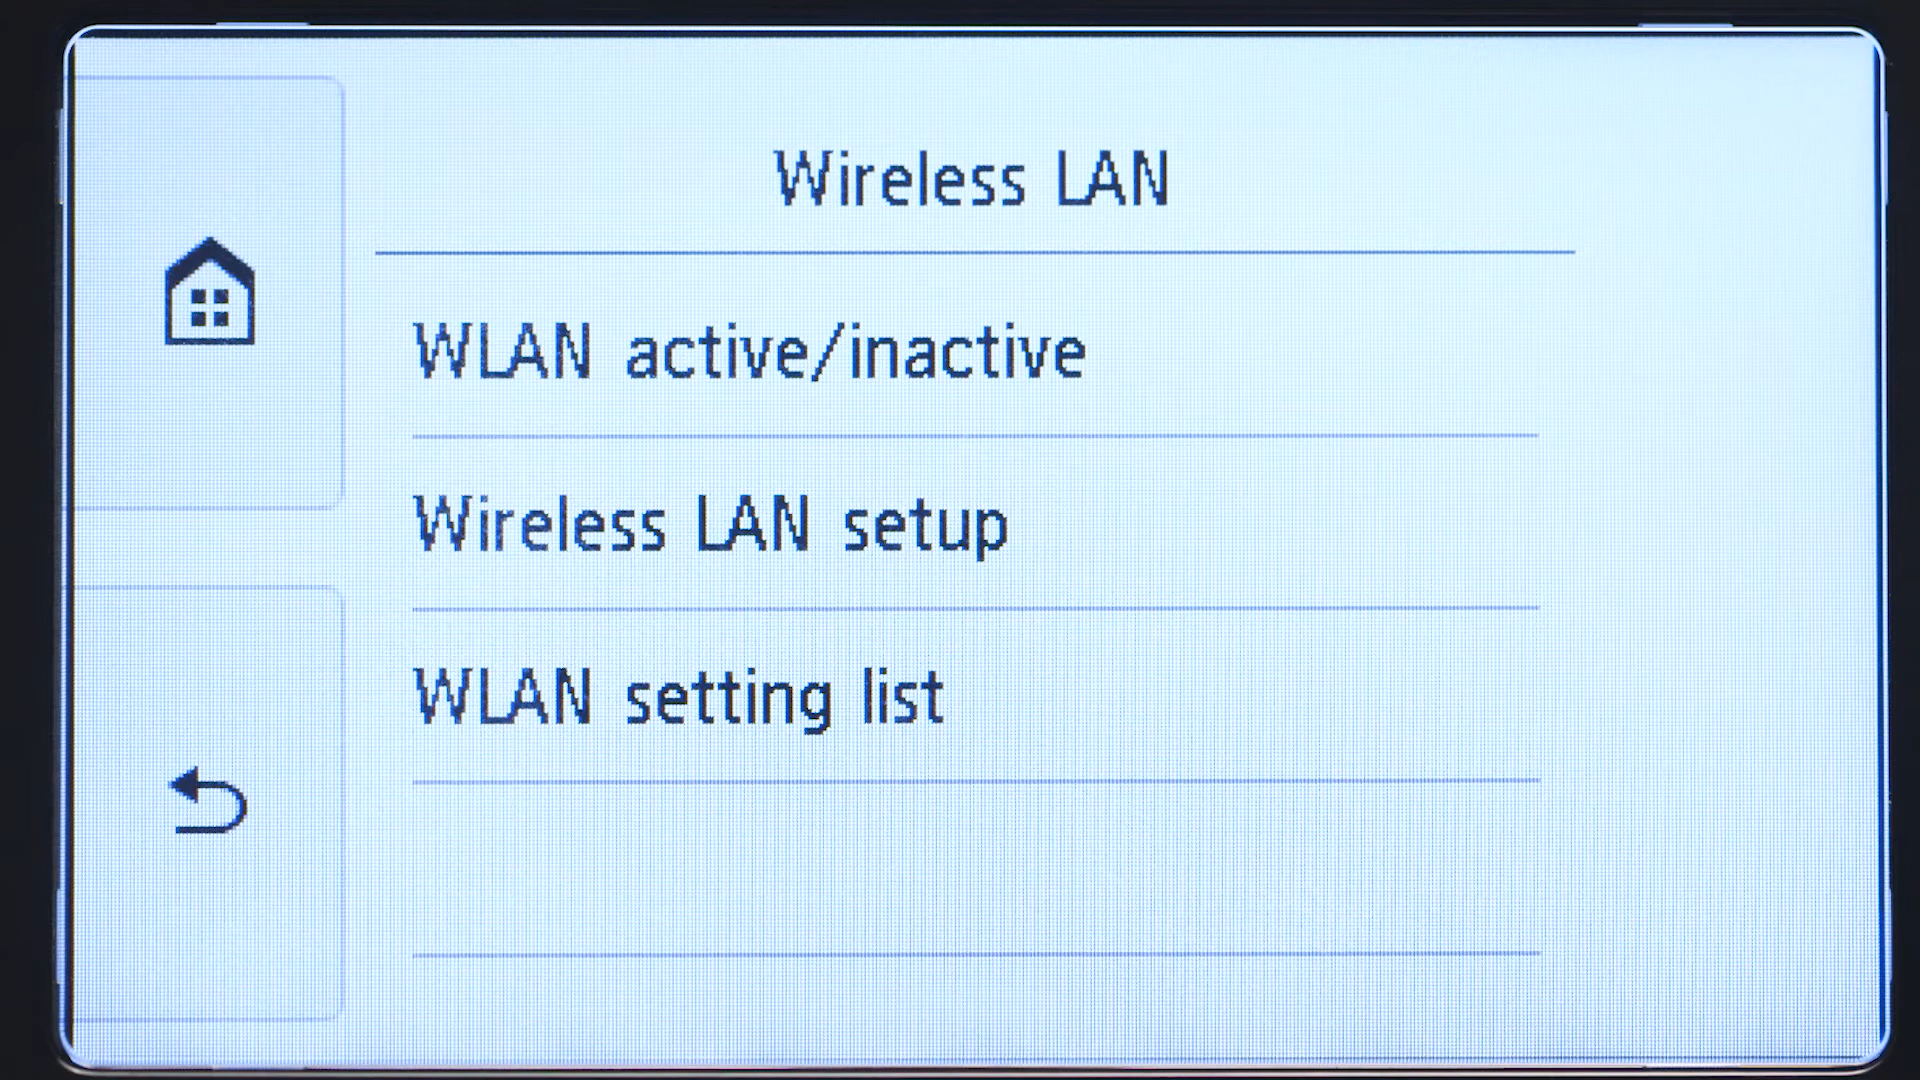 Wireless LAN
WLAN active/inactive
Wireless LAN setup
WLAN setting list